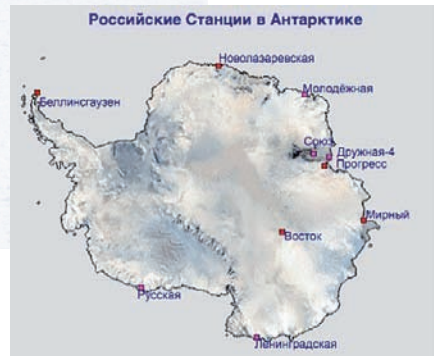 Российские Станции в Антарктике
Новолазаревская
Молодёжная
Беллинсгаузен
Союз
Дружная-4
Прогресс
Мирный
Восток
Русская
Ленинградская